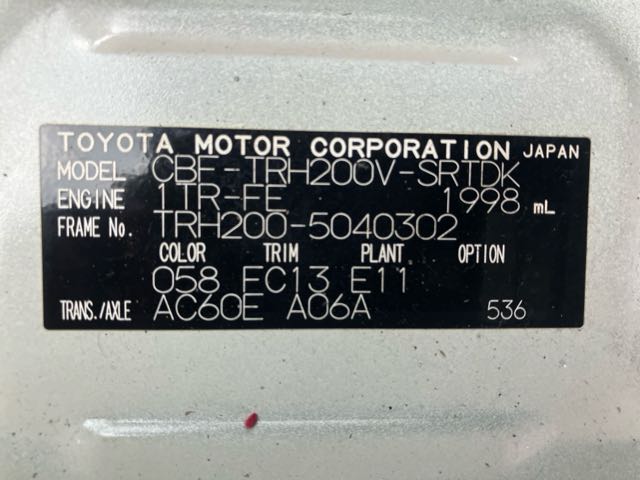 TOYOTA MOTOR CORPORATION JAPAN
MODEL CBF-TRH200V-SRTDK
ENGINE 1TR-FE 1998 mL
FRAME No. TRH200-5040302
COLOR TRIM PLANT OPTION
058 FC13 E11
TRANS./AXLE AC60E A06A 536